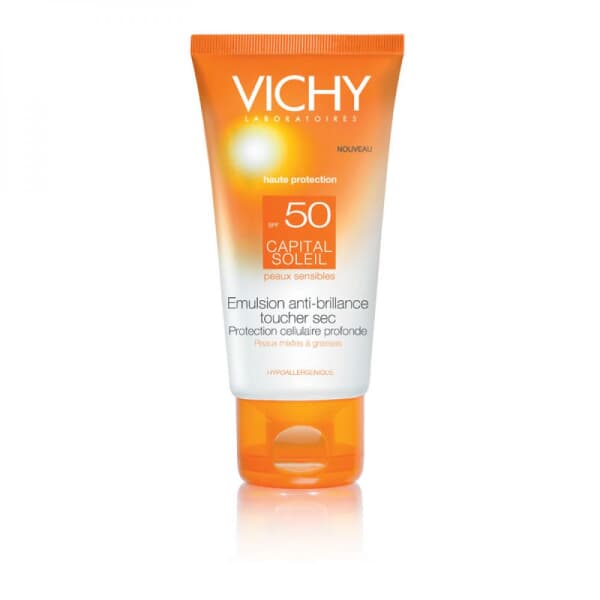 VICHY
LABORATOIRES
NOUVEAU
haute protection
SPF 50
CAPITAL
SOLEIL
peaux sensibles
Emulsion anti-brillance
toucher sec
Protection cellulaire profonde
Peaux mixtes à grasses
HYPOALLERGENIQUE